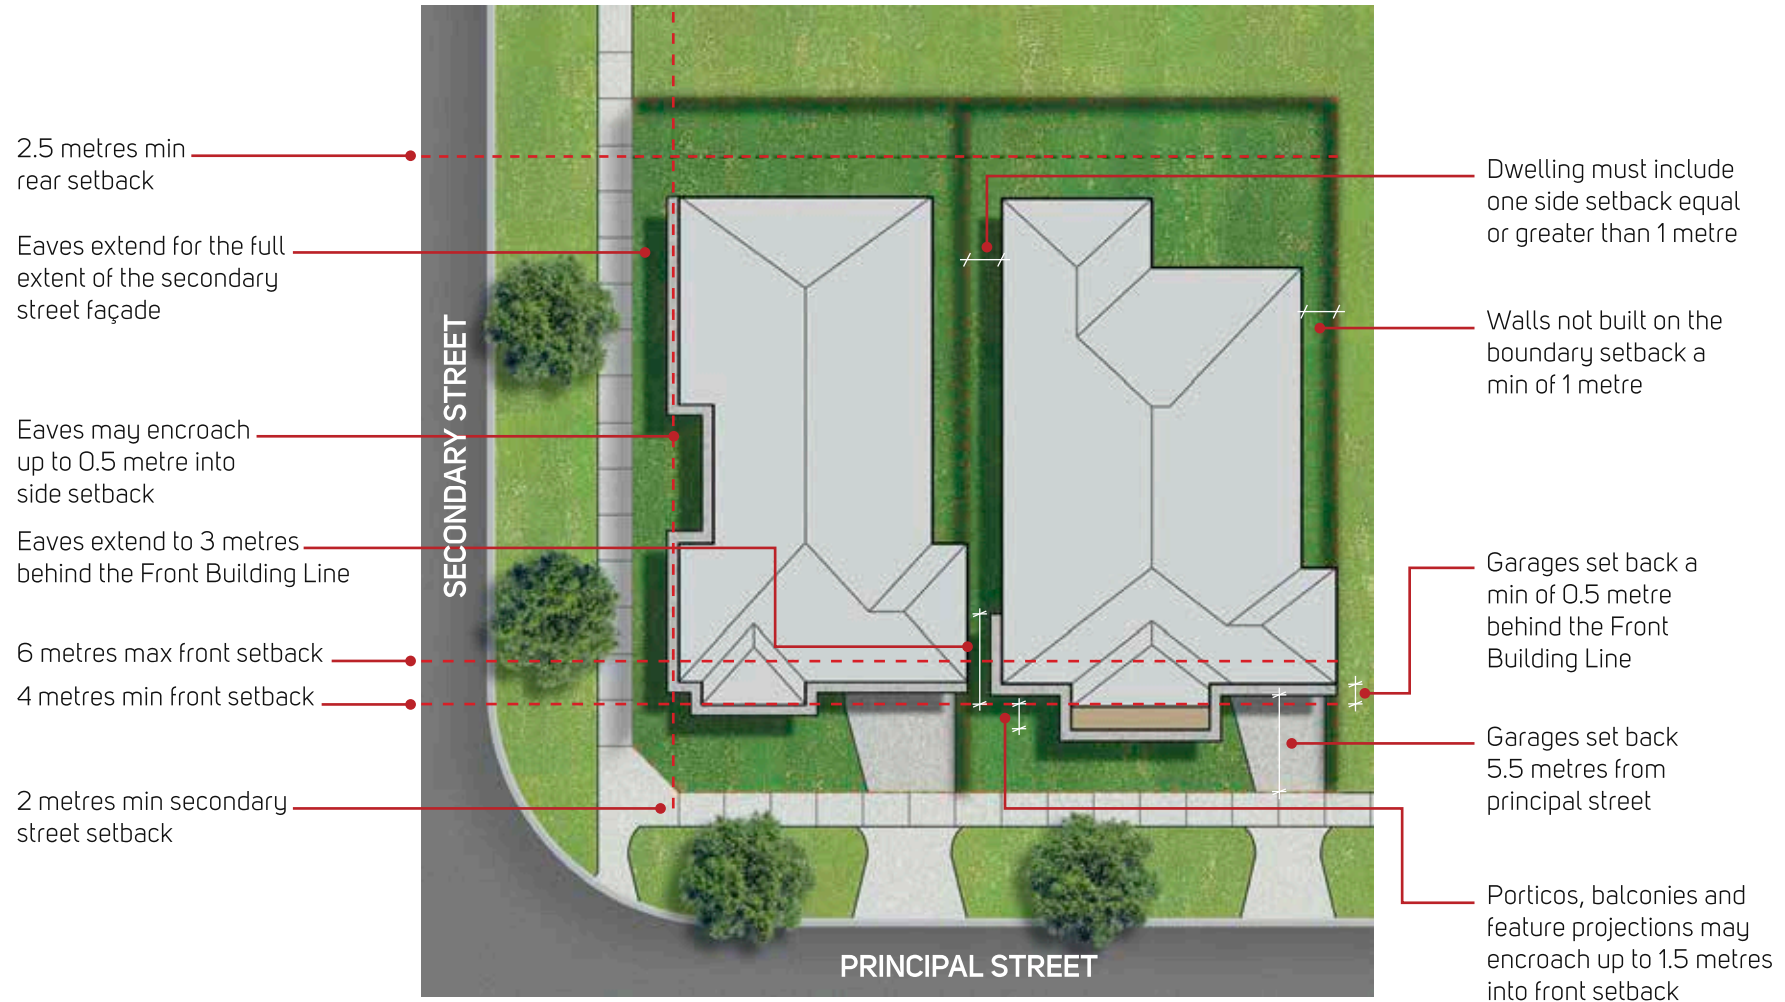 2.5 metres min
rear setback
Eaves extend for the full
extent of the secondary
street façade
Eaves may encroach
up to 0.5 metre into
side setback
Eaves extend to 3 metres
behind the Front Building Line
6 metres max front setback
4 metres min front setback
2 metres min secondary
street setback
SECONDARY STREET
PRINCIPAL STREET
Dwelling must include
one side setback equal
or greater than 1 metre
Walls not built on the
boundary setback a
min of 1 metre
Garages set back a
min of 0.5 metre
behind the Front
Building Line
Garages set back
5.5 metres from
principal street
Porticos, balconies and
feature projections may
encroach up to 1.5 metres
into front setback